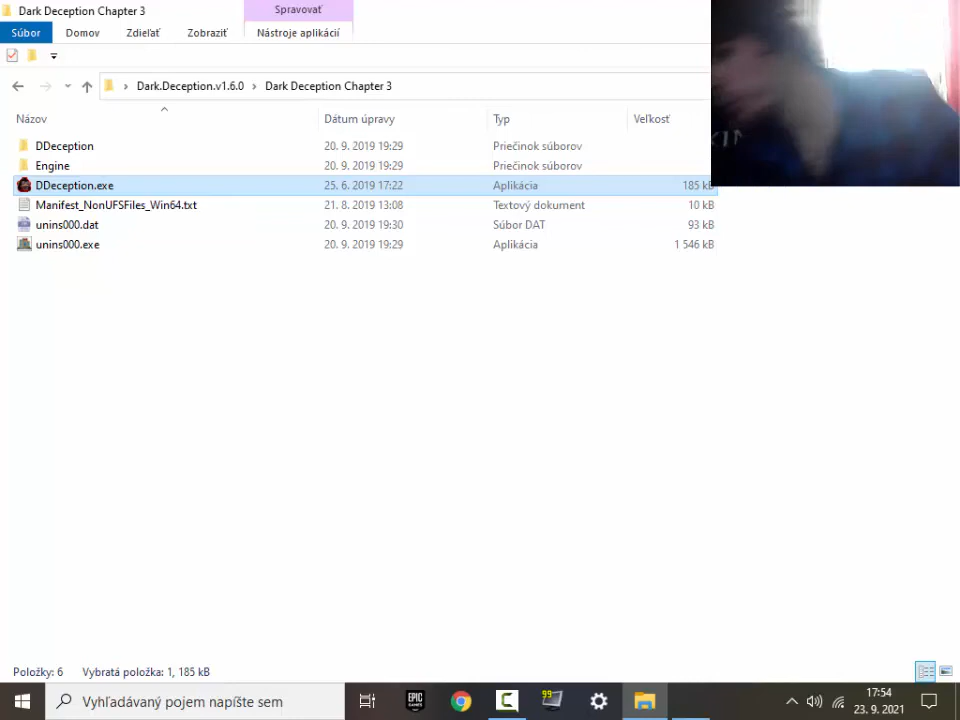 Dark Deception Chapter 3
Spravovať
Súbor Domov Zdieľať Zobraziť Nástroje aplikácií
Dark.Deception.v1.6.0 Dark Deception Chapter 3
Názov Dátum úpravy Typ Veľkosť
DDeception 20. 9. 2019 19:29 Priečinok súborov
Engine 20. 9. 2019 19:29 Priečinok súborov
DDeception.exe 25. 6. 2019 17:22 Aplikácia 185 kB
Manifest_NonUFSFiles_Win64.txt 21. 8. 2019 13:08 Textový dokument 10 kB
unins000.dat 20. 9. 2019 19:30 Súbor DAT 93 kB
unins000.exe 20. 9. 2019 19:29 Aplikácia 1 546 kB
Položky: 6 Vybratá položka: 1, 185 kB
Vyhľadávaný pojem napíšte sem
EPIC GAMES
99
17:54
23. 9. 2021